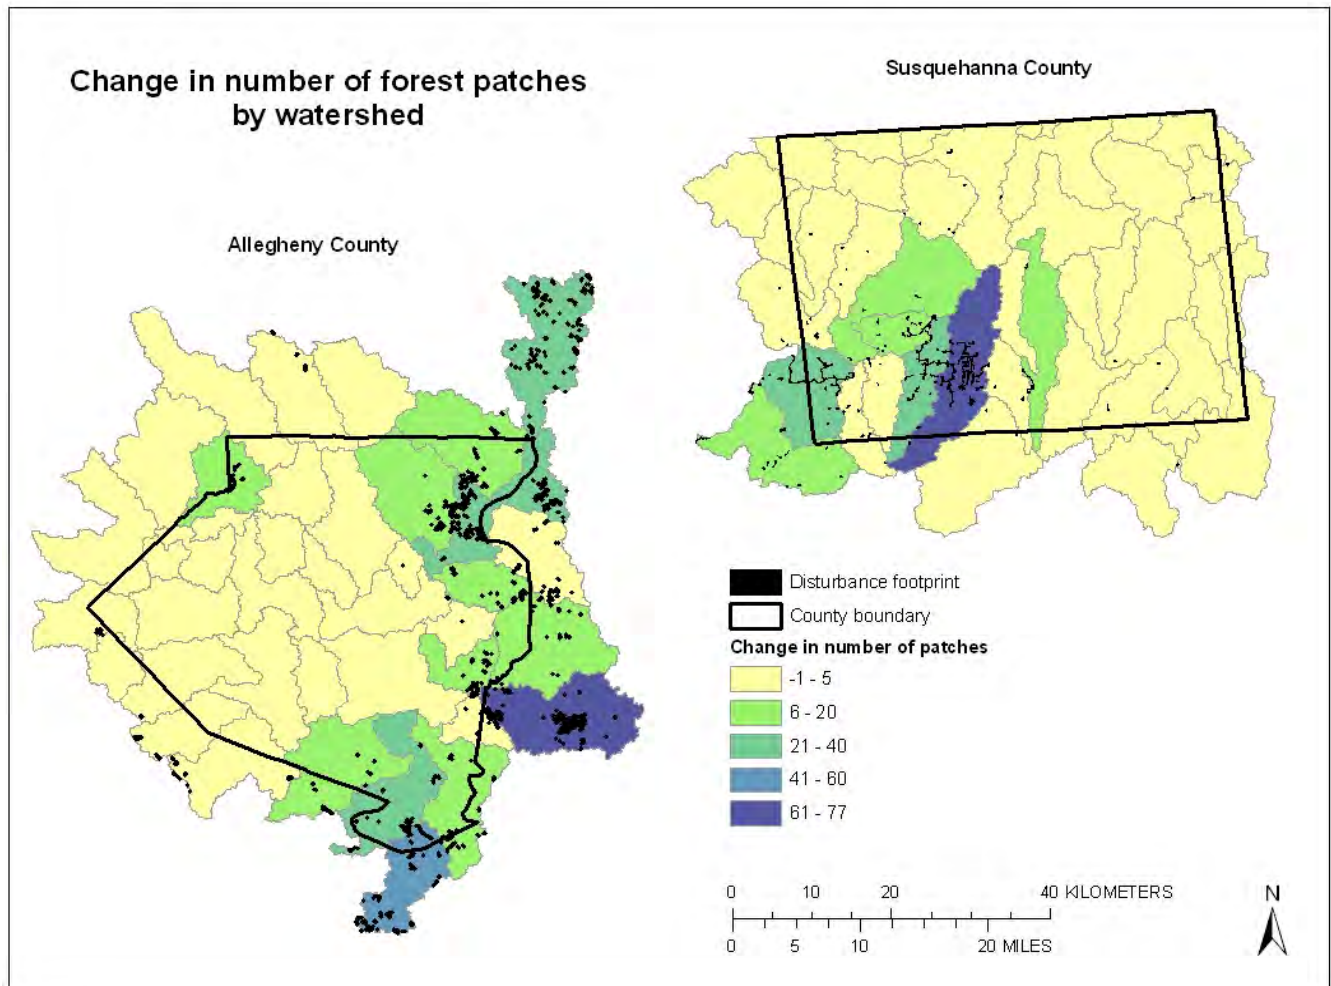 Change in number of forest patches
by watershed
Susquehanna County
Allegheny County
Disturbance footprint
County boundary
Change in number of patches
-1 - 5
6 - 20
21 - 40
41 - 60
61 - 77
0 10 20 40 KILOMETERS
0 5 10 20 MILES
N